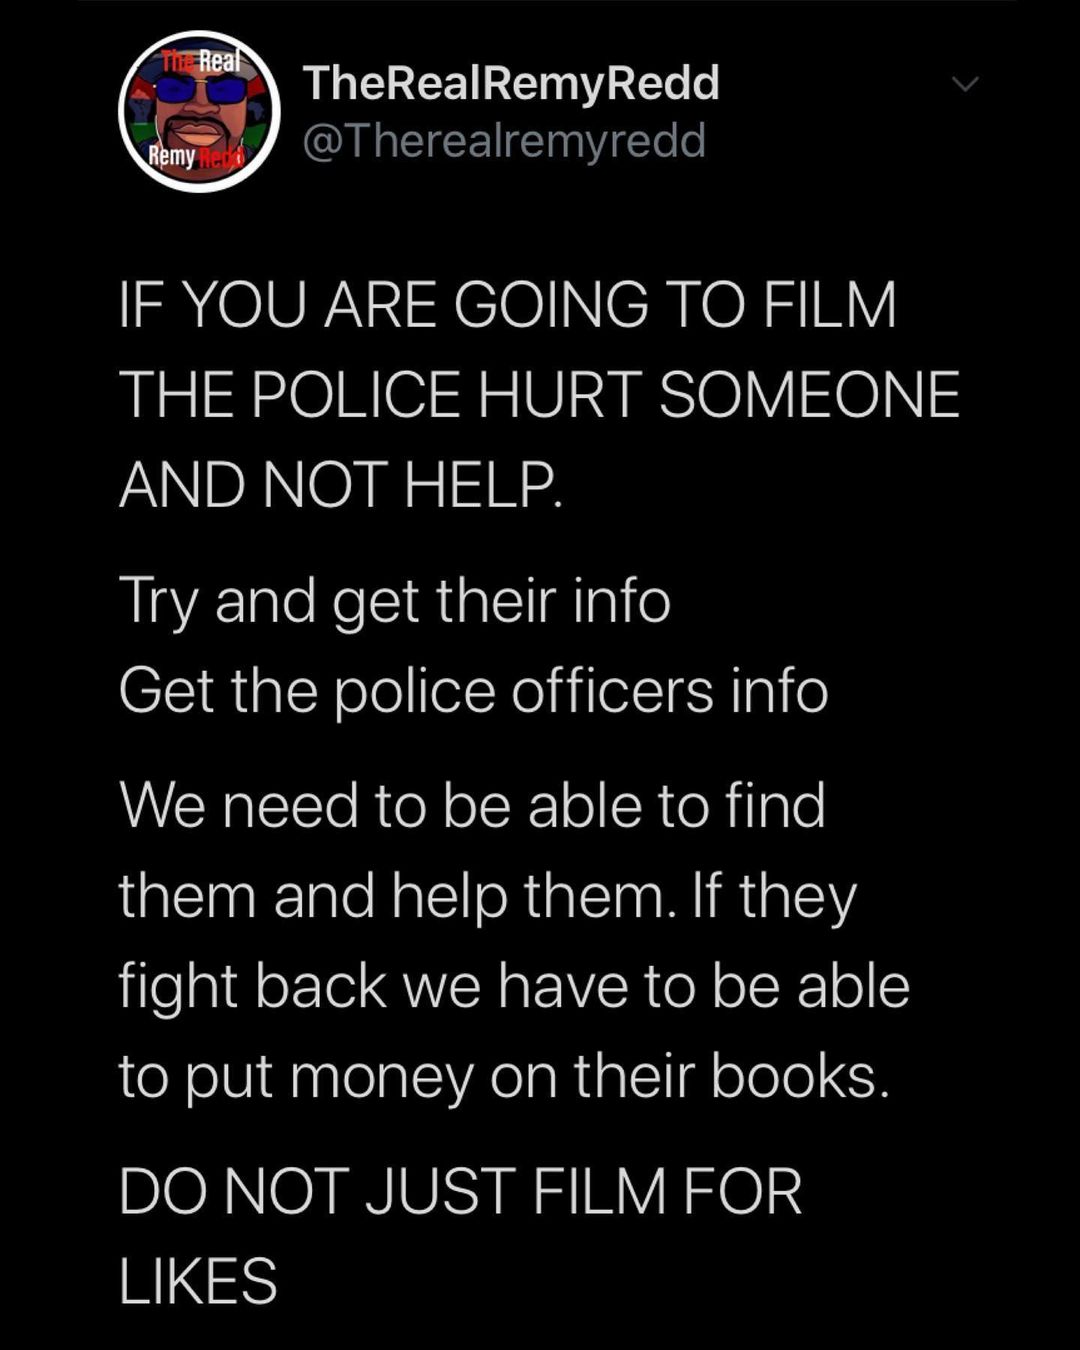 The Real
Remy Redd
TheRealRemyRedd
@Therealremyredd
IF YOU ARE GOING TO FILM
THE POLICE HURT SOMEONE
AND NOT HELP.
Try and get their info
Get the police officers info
We need to be able to find
them and help them. If they
fight back we have to be able
to put money on their books.
DO NOT JUST FILM FOR
LIKES